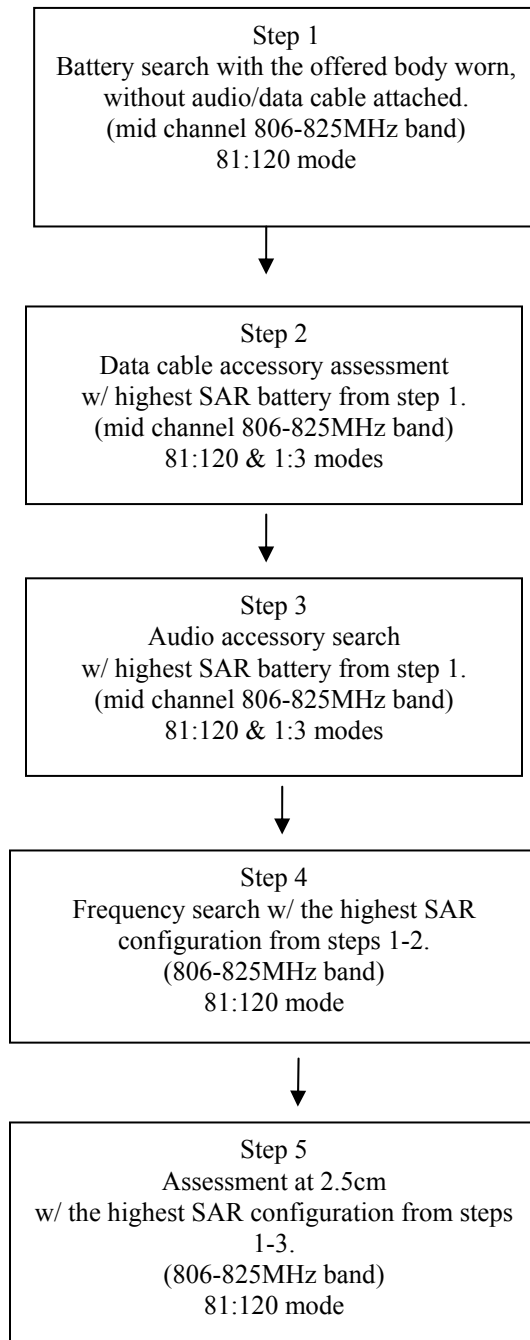 Step 1
Battery search with the offered body worn,
without audio/data cable attached.
(mid channel 806-825MHz band)
81:120 mode
Step 2
Data cable accessory assessment
w/ highest SAR battery from step 1.
(mid channel 806-825MHz band)
81:120 & 1:3 modes
Step 3
Audio accessory search
w/ highest SAR battery from step 1.
(mid channel 806-825MHz band)
81:120 & 1:3 modes
Step 4
Frequency search w/ the highest SAR
configuration from steps 1-2.
(806-825MHz band)
81:120 mode
Step 5
Assessment at 2.5cm
w/ the highest SAR configuration from steps
1-3.
(806-825MHz band)
81:120 mode